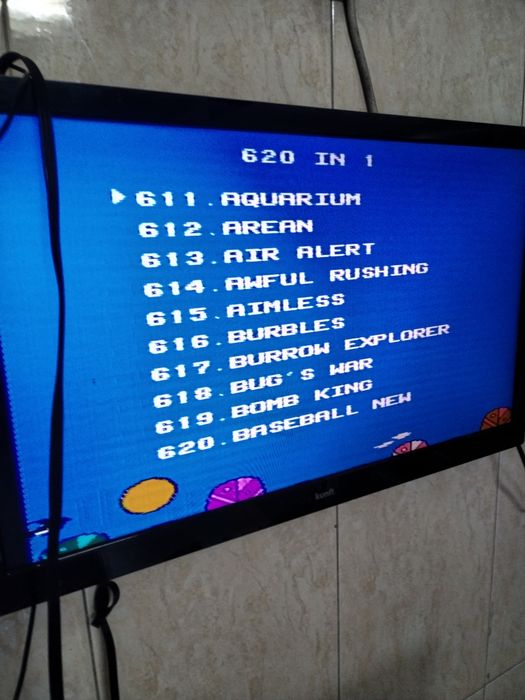 620 IN 1
611.AQUARIUM
612.AREAN
613.AIR ALERT
614.AWFUL RUSHING
615.AIMLESS
616.BURBLES
617.BURROW EXPLORER
618.BUG'S WAR
619.BOMB KING
620.BASEBALL NEW